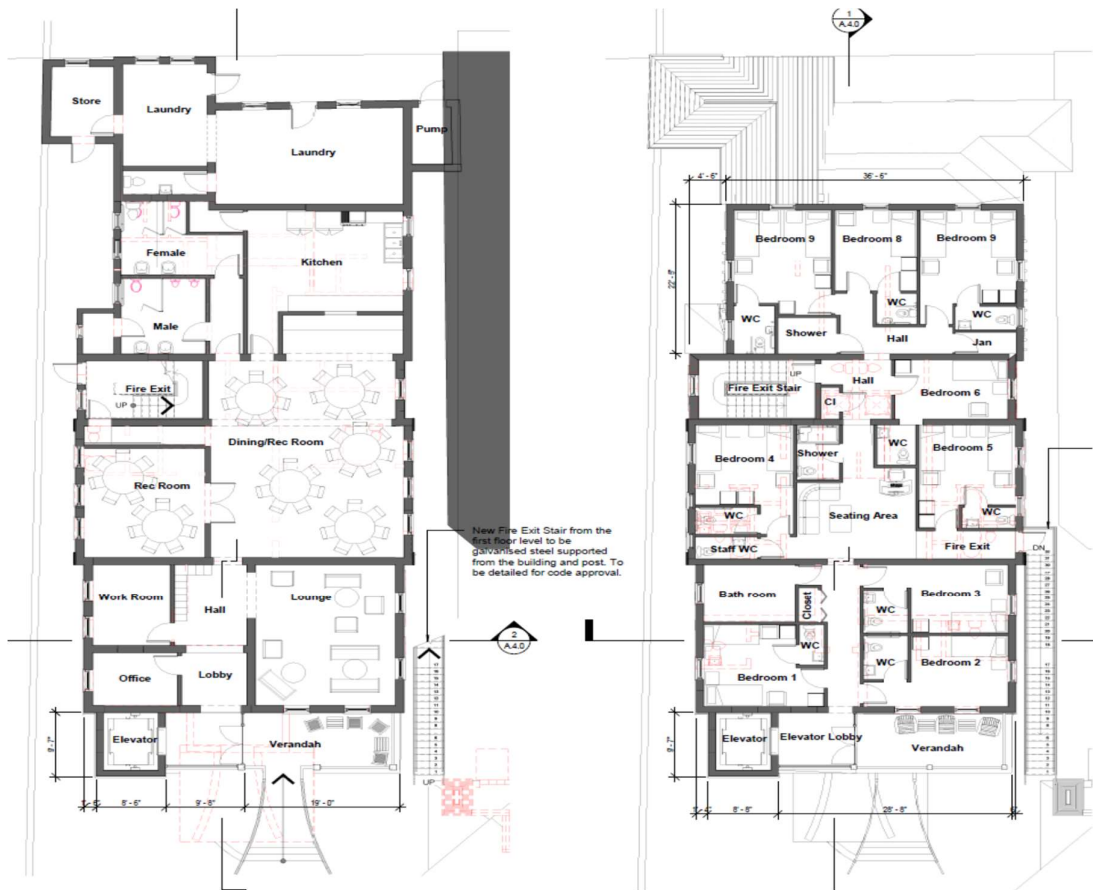 Store
Laundry
Laundry
Pump
Female
Kitchen
Male
Fire Exit
UP
Dining/Rec Room
Rec Room
New Fire Exit Stair from the
first floor level to be
galvanised steel supported
from the building and post. To
be detailed for code approval.
Work Room
Hall
Lounge
Office
Lobby
2
A.4.0
Elevator
Verandah
UP
8'- 6"
9'- 8"
19'- 0"
1
A.4.0
4'- 6"
36'- 6"
Bedroom 9
Bedroom 8
Bedroom 9
WC
WC
WC
Shower
Hall
Jan
Fire Exit Stair
UP
Hall
Bedroom 6
Cl
Bedroom 4
Shower
WC
Bedroom 5
Seating Area
WC
WC
Staff WC
Fire Exit
DN
Bath room
Closet
Bedroom 3
WC
WC
WC
Bedroom 1
Bedroom 2
Elevator
Elevator Lobby
Verandah
8'- 8"
28'- 8"